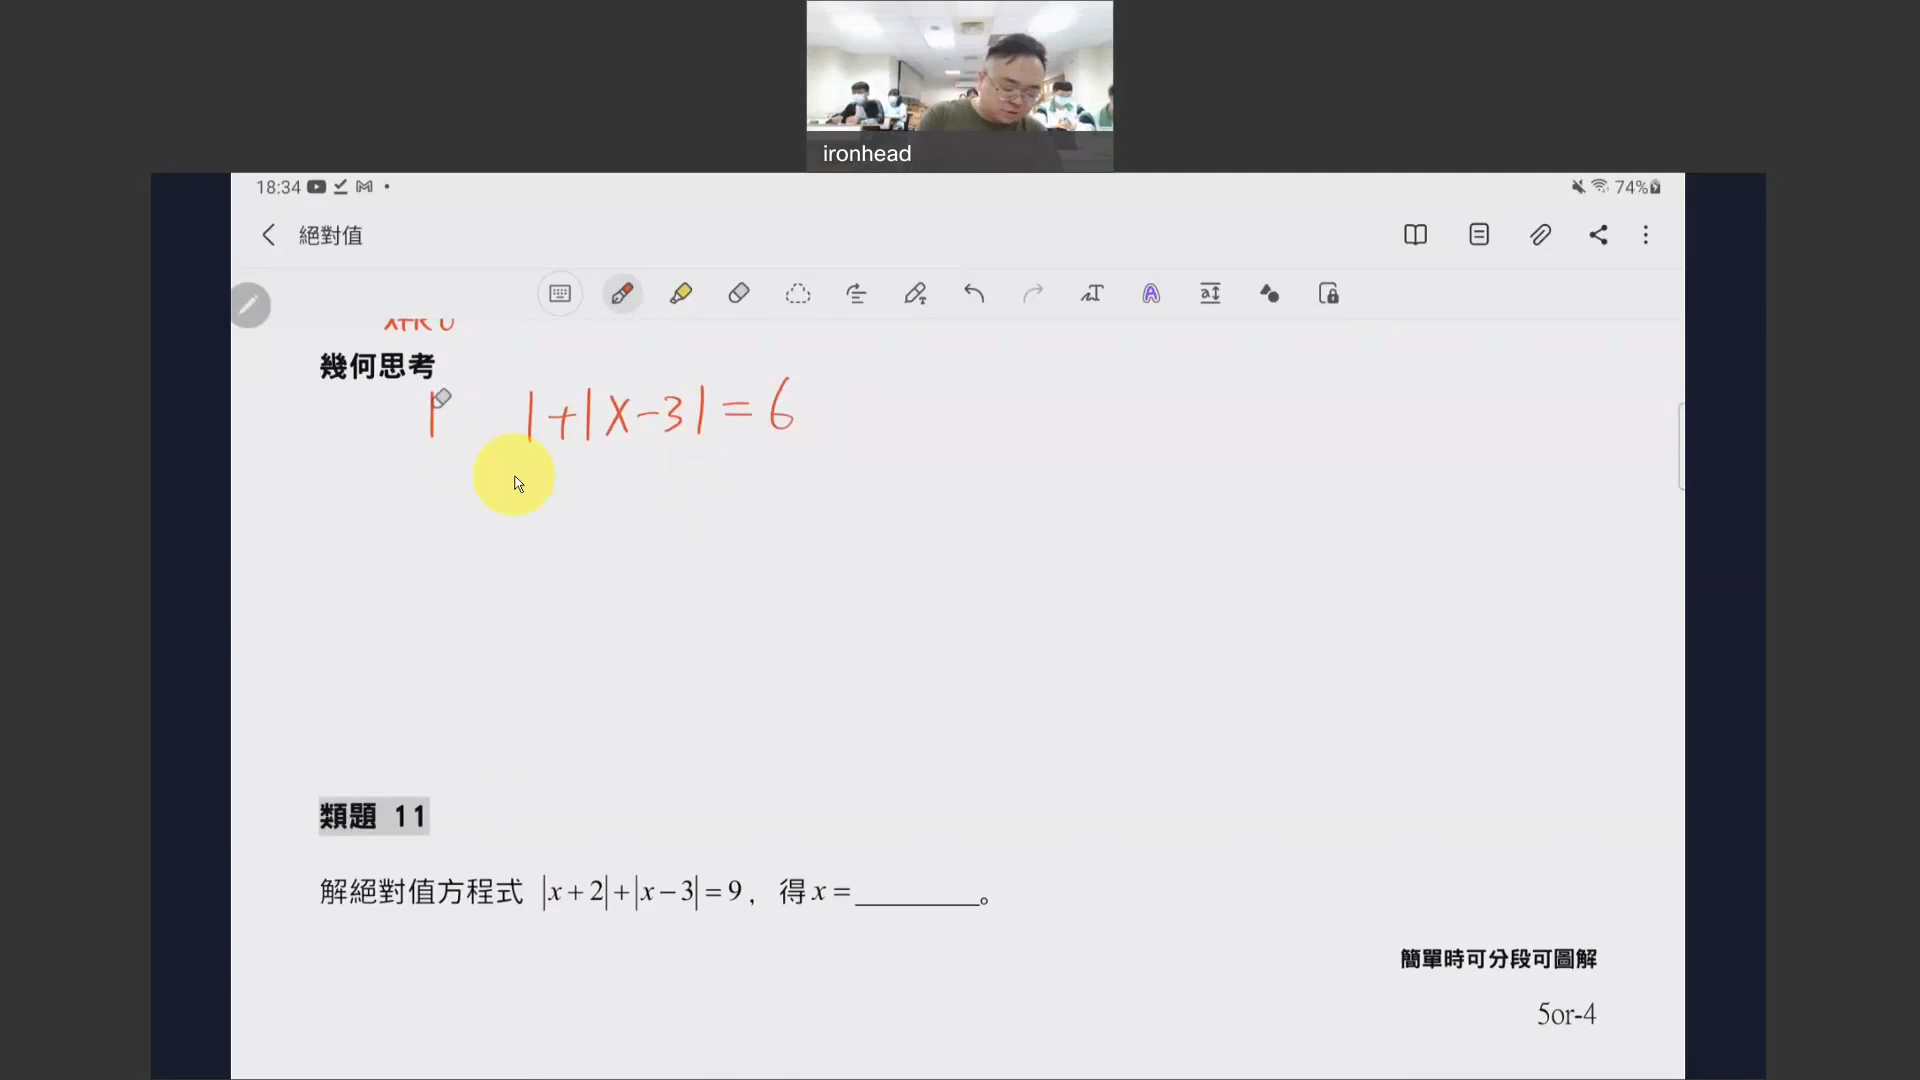 ironhead
18:34 74%
絕對值
幾何思考
| |+|x-3|=6
類題 11
解絕對值方程式 |x+2|+|x-3|=9, 得x=________。
簡單時可分段可圖解
5or-4